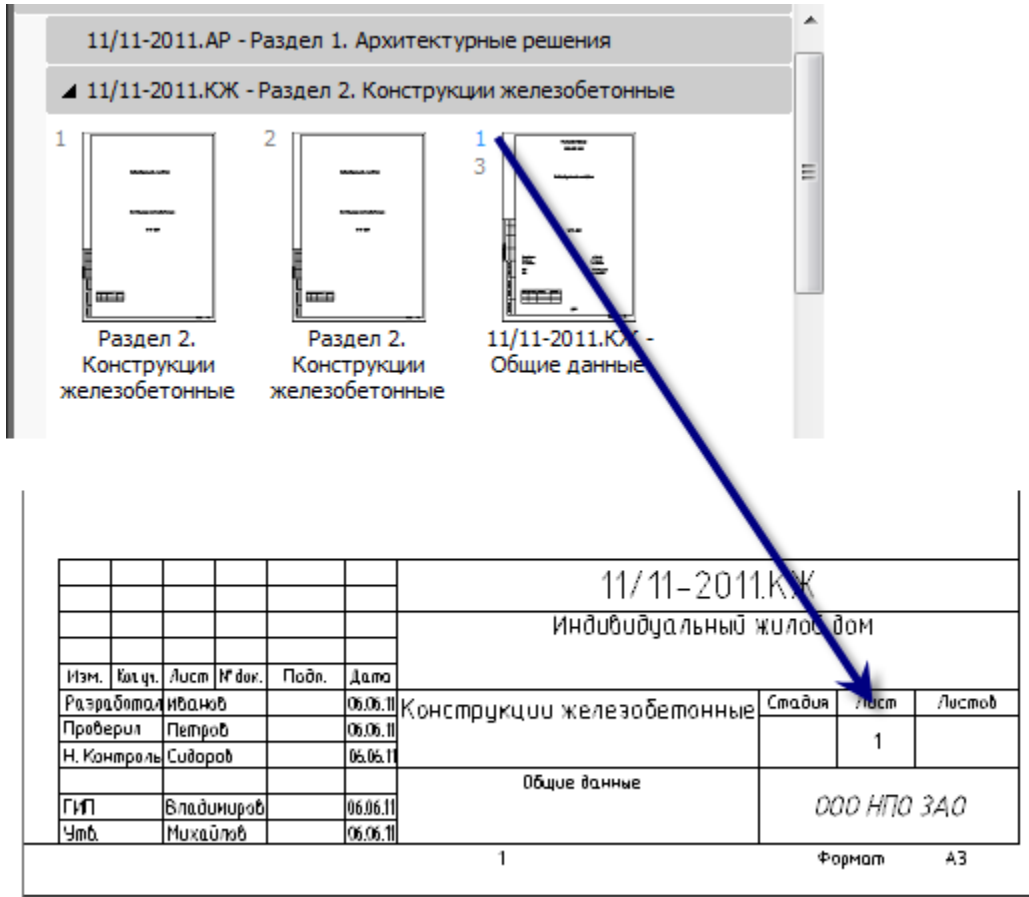 11/11-2011.АР - Раздел 1. Архитектурные решения
11/11-2011.КЖ - Раздел 2. Конструкции железобетонные
1 2 1
3
Раздел 2. Раздел 2. 11/11-2011.КЖ -
Конструкции Конструкции Общие данные
железобетонные железобетонные
11/11-2011.КЖ
Индивидуальный жилой дом
Изм. Кол.уч. Лист № док. Подп. Дата
Разработал Иванов 06.06.11 Конструкции железобетонные Стадия Лист Листов
Проверил Петров 06.06.11 1
Н. Контроль Сидоров 06.06.11
Общие данные
ГИП Владимиров 06.06.11 ООО НПО ЗАО
Утв. Михайлов 06.06.11
1 Формат А3